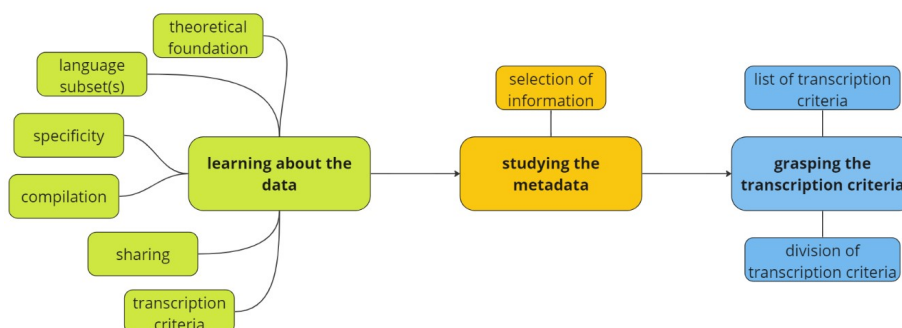 theoretical
foundation
language
subset(s)
specificity
compilation
sharing
transcription
criteria
learning about the
data
selection of
information
studying the
metadata
list of transcription
criteria
grasping the
transcription criteria
division of
transcription criteria